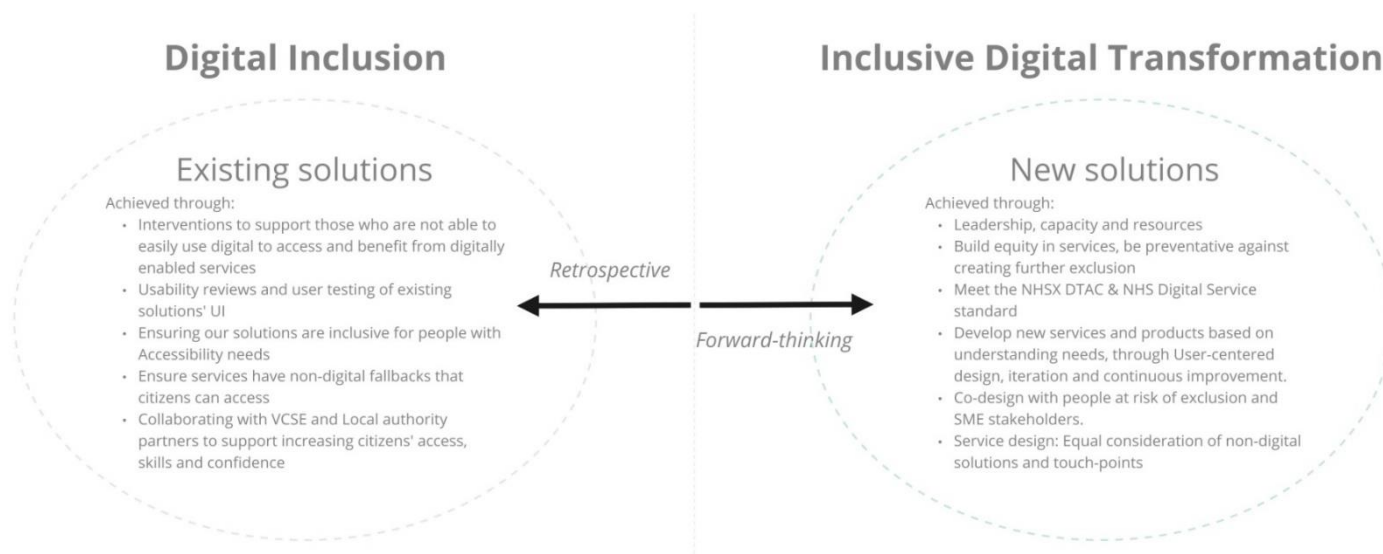 Digital Inclusion
Existing solutions
Achieved through:
• Interventions to support those who are not able to
easily use digital to access and benefit from digitally
enabled services
• Usability reviews and user testing of existing
solutions' UI
• Ensuring our solutions are inclusive for people with
Accessibility needs
• Ensure services have non-digital fallbacks that
citizens can access
• Collaborating with VCSE and Local authority
partners to support increasing citizens' access,
skills and confidence
Retrospective
Forward-thinking
Inclusive Digital Transformation
New solutions
Achieved through:
• Leadership, capacity and resources
• Build equity in services, be preventative against
creating further exclusion
• Meet the NHSX DTAC & NHS Digital Service
standard
• Develop new services and products based on
understanding needs, through User-centered
design, iteration and continuous improvement.
• Co-design with people at risk of exclusion and
SME stakeholders.
• Service design: Equal consideration of non-digital
solutions and touch-points